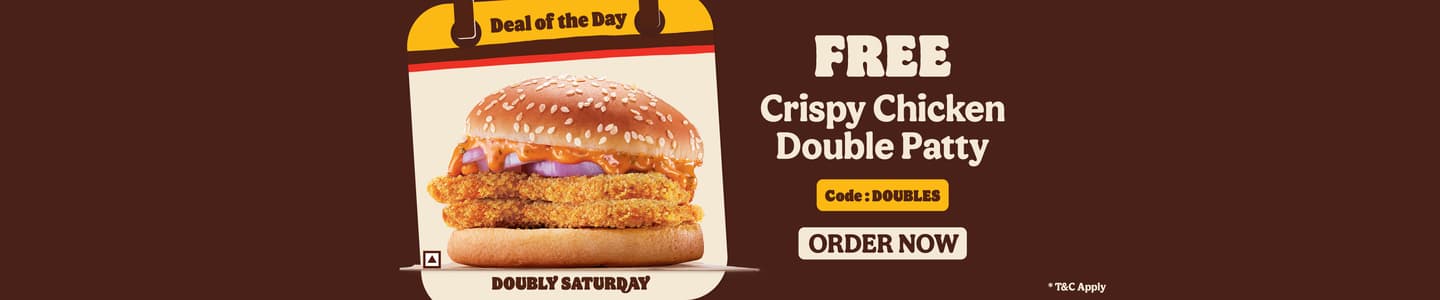 Deal of the Day
DOUBLY SATURDAY
FREE
Crispy Chicken
Double Patty
Code : DOUBLES
ORDER NOW
* T&C Apply